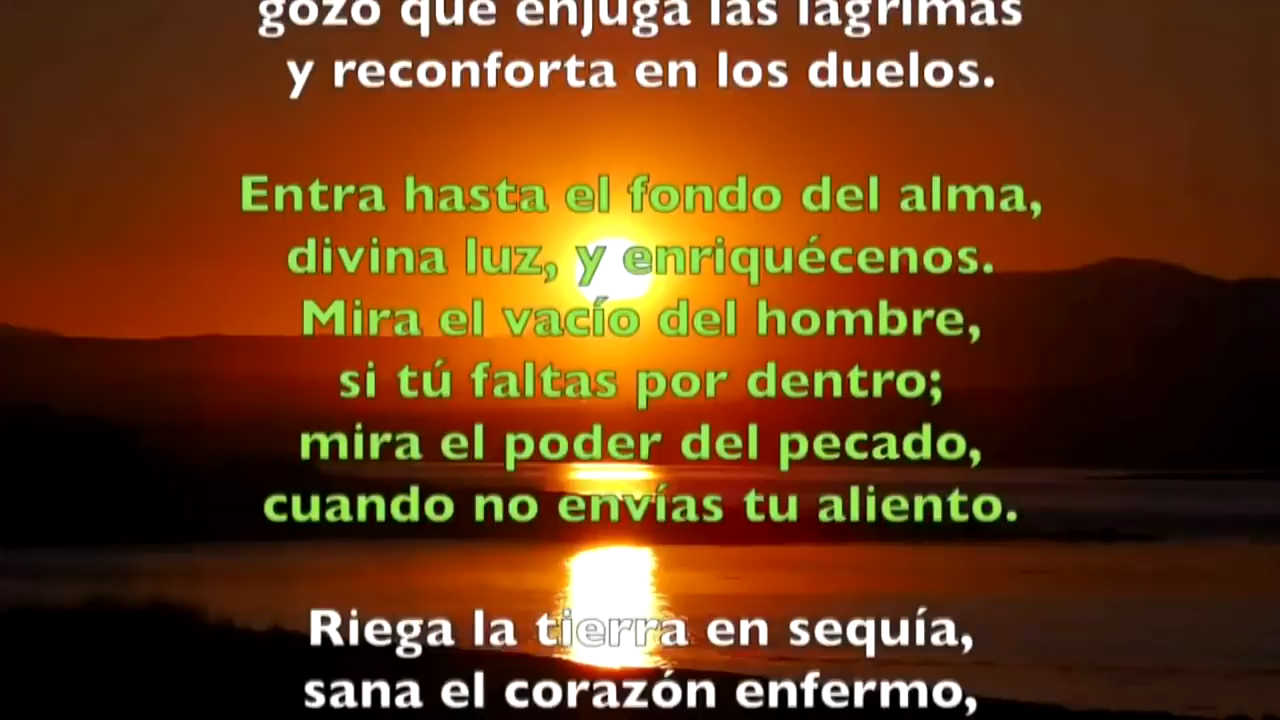 gozo que enjuga las lágrimas
y reconforta en los duelos.
Entra hasta el fondo del alma,
divina luz, y enriquécenos.
Mira el vacío del hombre,
si tú faltas por dentro;
mira el poder del pecado,
cuando no envías tu aliento.
Riega la tierra en sequía,
sana el corazón enfermo,